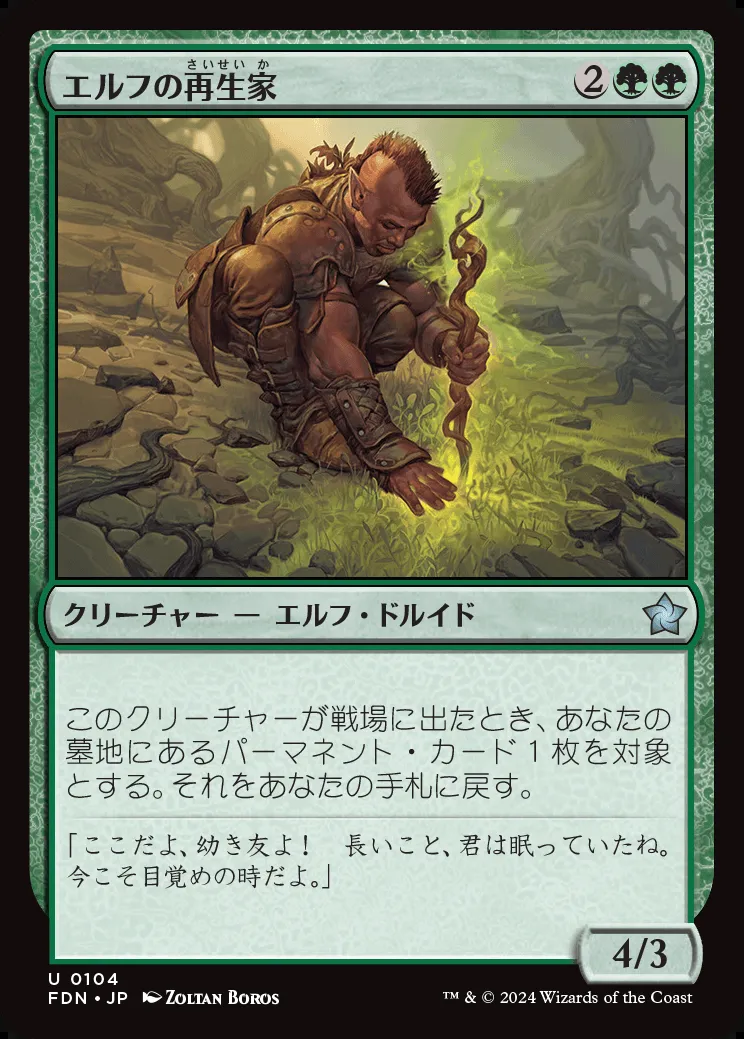 さいせいか
エルフの再生家 2
クリーチャー — エルフ・ドルイド
このクリーチャーが戦場に出たとき、あなたの
墓地にあるパーマネント・カード１枚を対象
とする。それをあなたの手札に戻す。
「ここだよ、幼き友よ！　長いこと、君は眠っていたね。
今こそ目覚めの時だよ。」
4/3
U 0104
FDN • JP Zoltan Boros
™ & © 2024 Wizards of the Coast